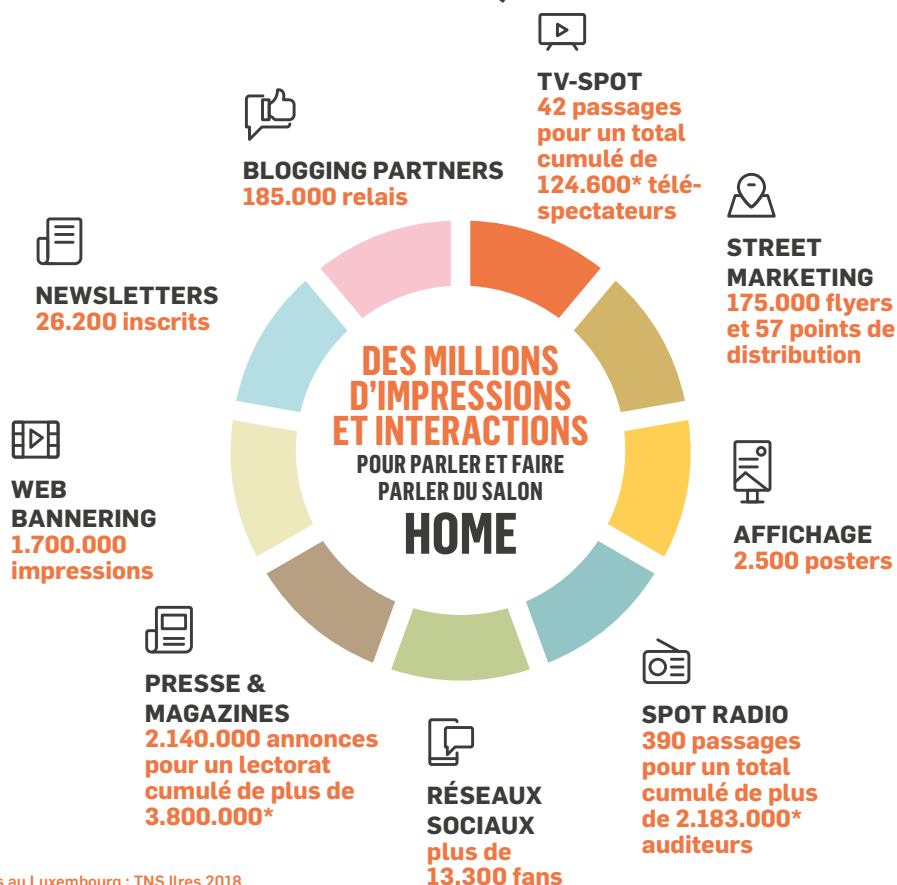 TV-SPOT
42 passages
pour un total
cumulé de
124.600* télé-
spectateurs
BLOGGING PARTNERS
185.000 relais
STREET
MARKETING
175.000 flyers
et 57 points de
distribution
NEWSLETTERS
26.200 inscrits
DES MILLIONS
D'IMPRESSIONS
ET INTERACTIONS
POUR PARLER ET FAIRE
PARLER DU SALON
HOME
WEB
BANNERING
1.700.000
impressions
AFFICHAGE
2.500 posters
PRESSE &
MAGAZINES
2.140.000 annonces
pour un lectorat
cumulé de plus de
3.800.000*
SPOT RADIO
390 passages
pour un total
cumulé de plus
de 2.183.000*
auditeurs
RÉSEAUX
SOCIAUX
plus de
13.300 fans
au Luxembourg : TNS Ilres 2018